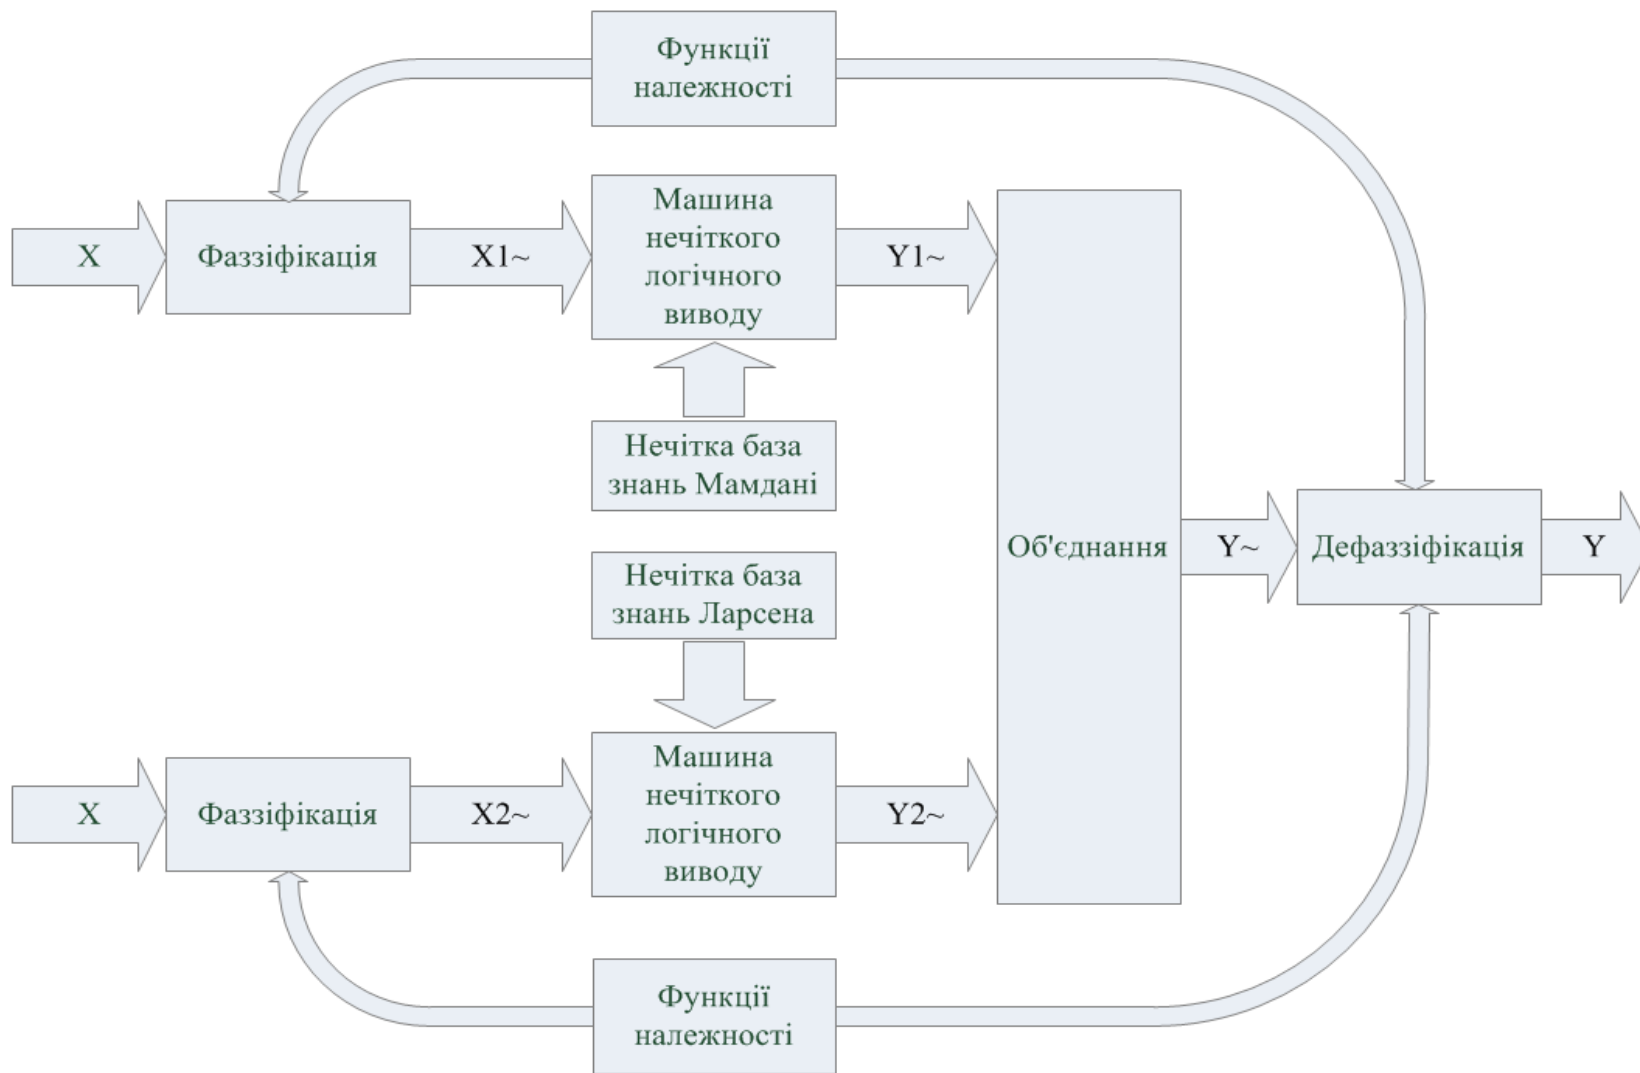 Функції
належності
X
Фаззіфікація
X1~
Машина
нечіткого
логічного
виводу
Y1~
Нечітка база
знань Мамдані
Об'єднання
Y~
Дефаззіфікація
Y
Нечітка база
знань Ларсена
X
Фаззіфікація
X2~
Машина
нечіткого
логічного
виводу
Y2~
Функції
належності